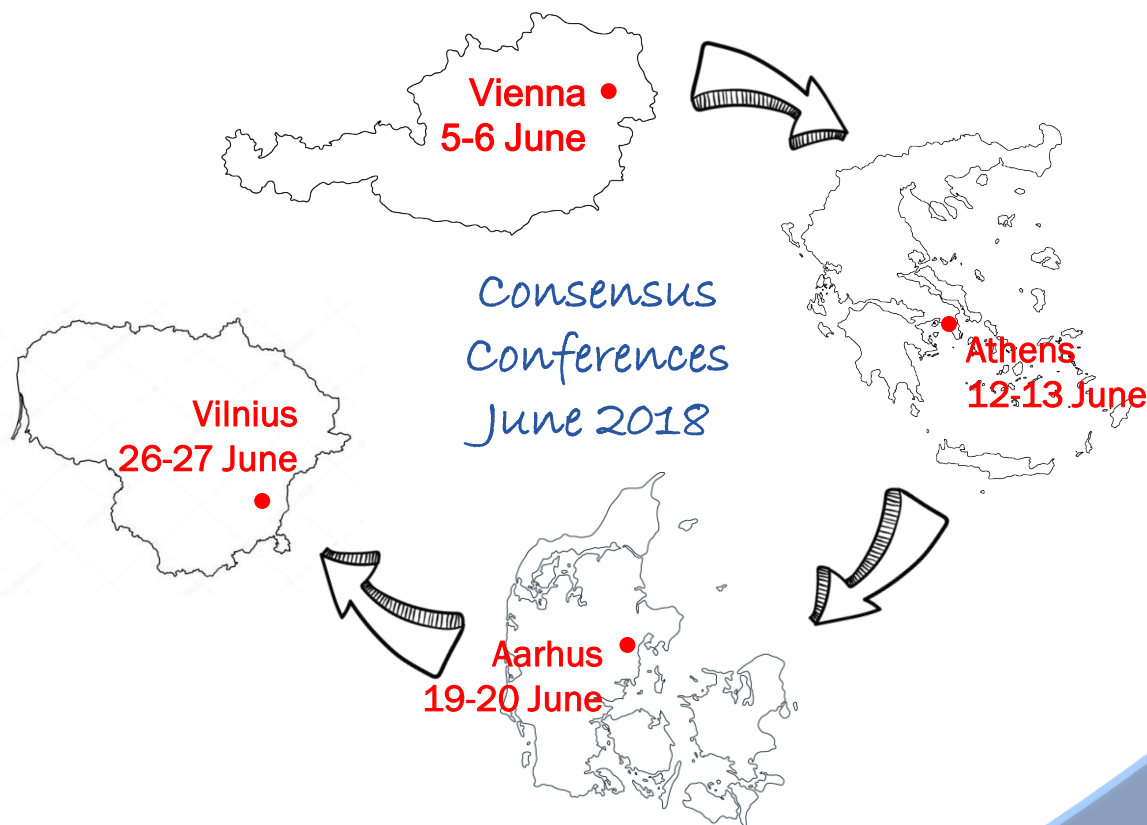 Vienna
5-6 June
Consensus
Conferences
June 2018
Athens
12-13 June
Vilnius
26-27 June
Aarhus
19-20 June